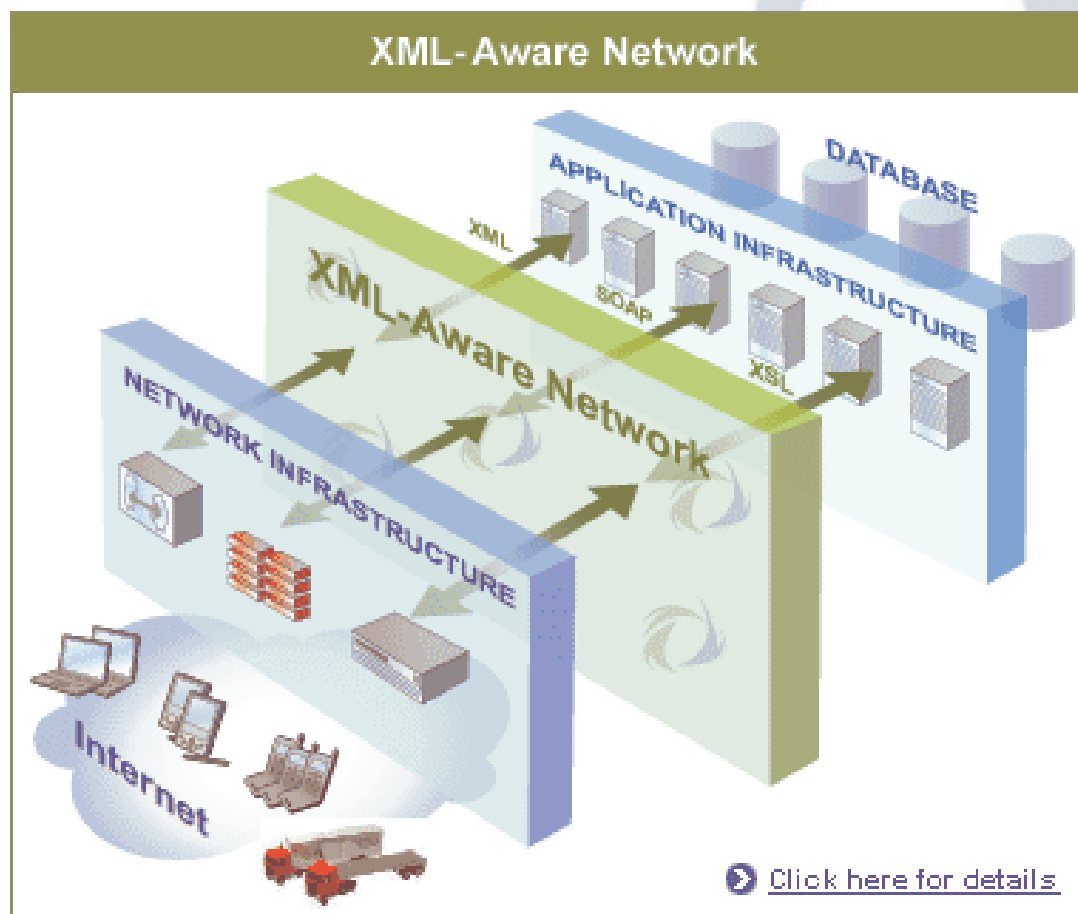 XML-Aware Network
DATABASE
APPLICATION INFRASTRUCTURE
XML
SOAP
XSL
XML-Aware Network
NETWORK INFRASTRUCTURE
Internet
Click here for details